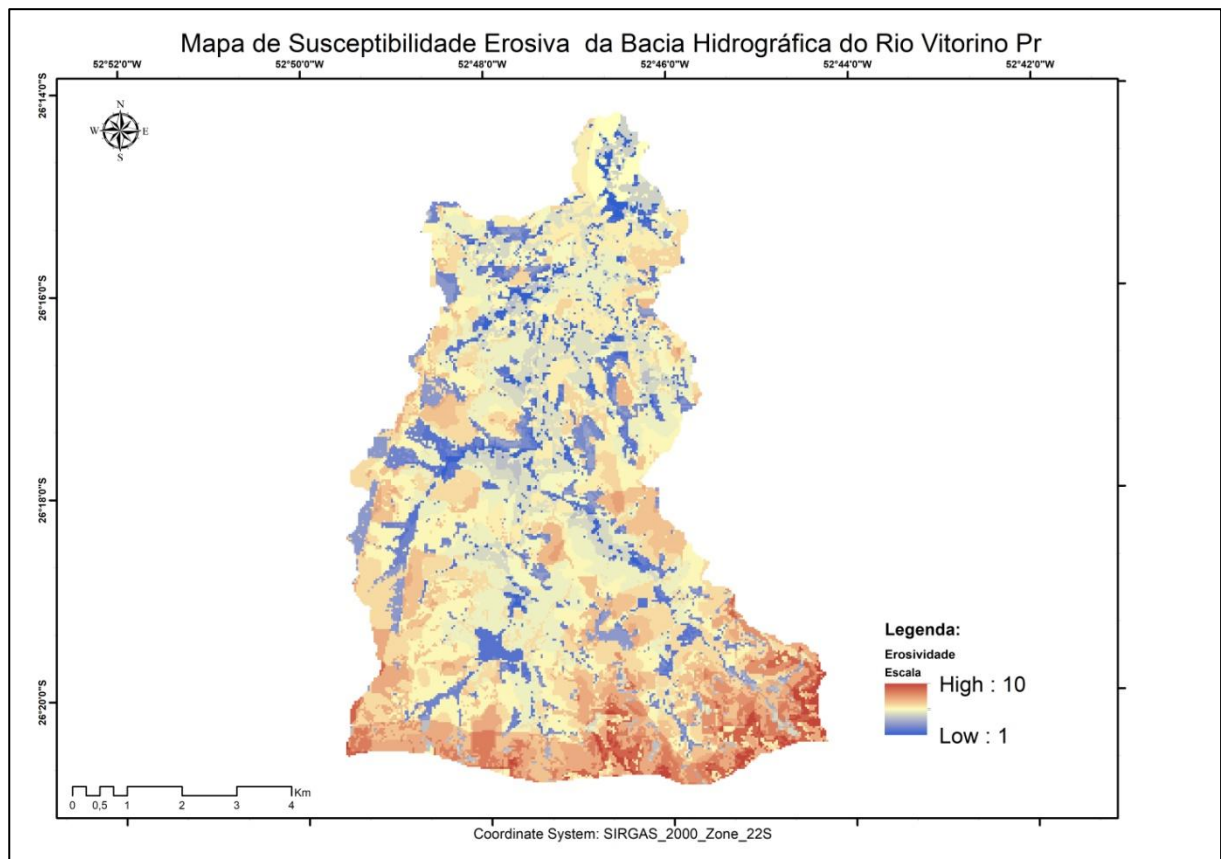 Mapa de Susceptibilidade Erosiva da Bacia Hidrográfica do Rio Vitorino Pr
52°52'0"W 52°50'0"W 52°48'0"W 52°46'0"W 52°44'0"W 52°42'0"W
26°14'0"S
N
W E
S
26°16'0"S
26°18'0"S
26°20'0"S
Legenda:
Erosividade
Escala
High : 10
Low : 1
Km
0 0,5 1 2 3 4
Coordinate System: SIRGAS_2000_Zone_22S